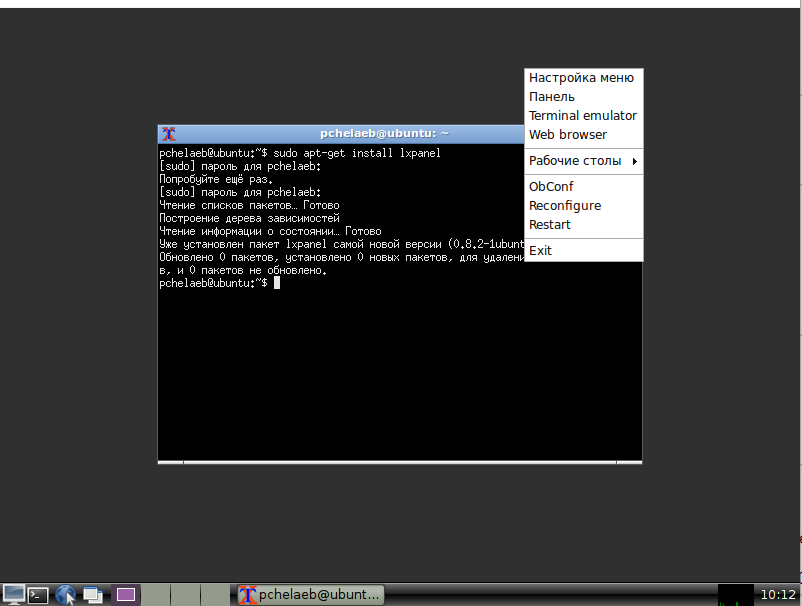 Настройка меню
Панель
Terminal emulator
Web browser
Рабочие столы
ObConf
Reconfigure
Restart
Exit
pchelaeb@ubuntu: ~
pchelaeb@ubuntu:~$ sudo apt-get install lxpanel
[sudo] пароль для pchelaeb:
Попробуйте ещё раз.
[sudo] пароль для pchelaeb:
Чтение списков пакетов… Готово
Построение дерева зависимостей
Чтение информации о состоянии… Готово
Уже установлен пакет lxpanel самой новой версии (0.8.2-1ubunt
Обновлено 0 пакетов, установлено 0 новых пакетов, для удалени
в, и 0 пакетов не обновлено.
pchelaeb@ubuntu:~$
pchelaeb@ubunt...
10:12